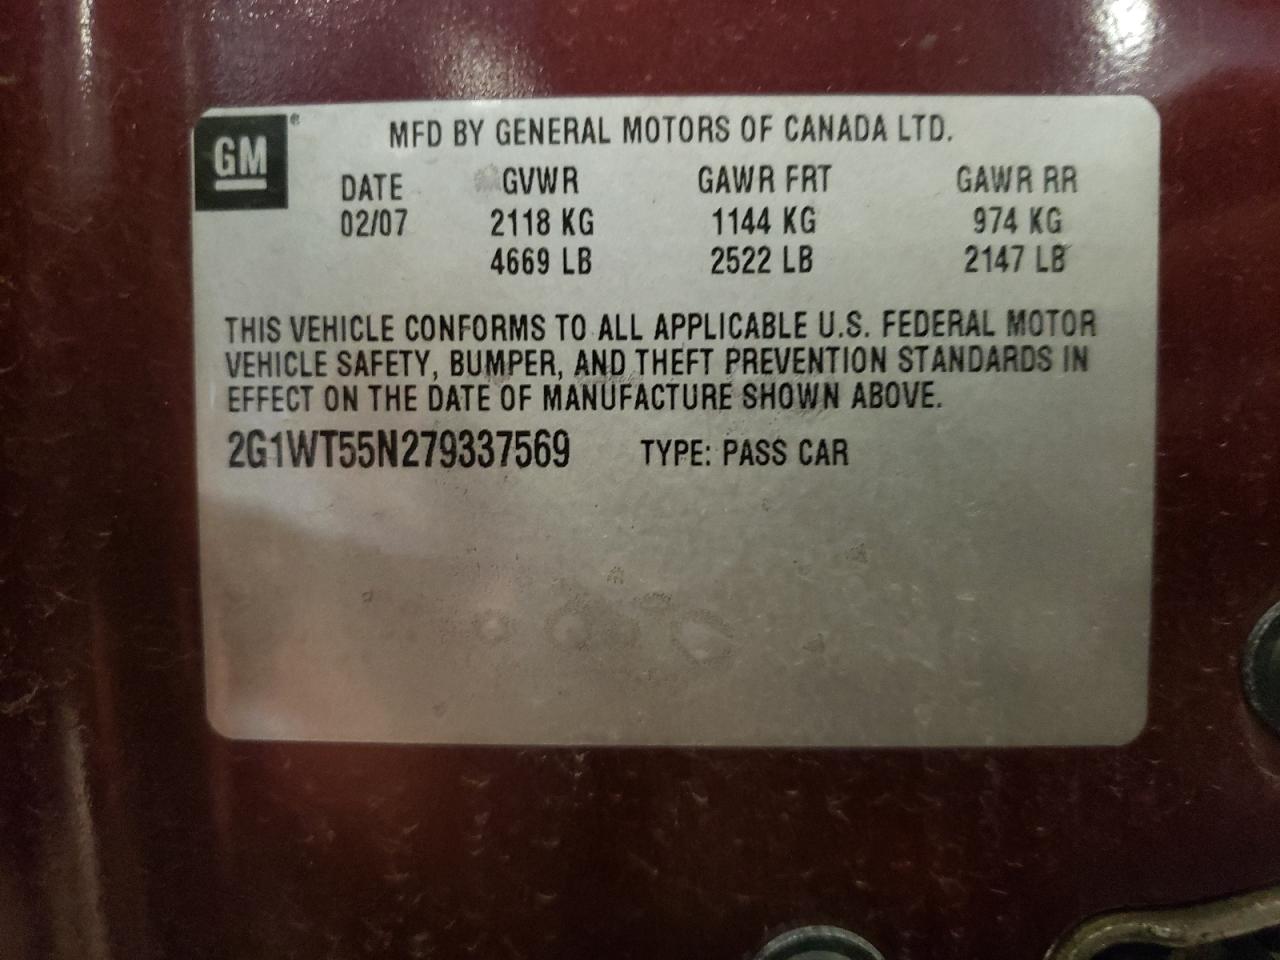 GM®
MFD BY GENERAL MOTORS OF CANADA LTD.
DATE GVWR GAWR FRT GAWR RR
02/07 2118 KG 1144 KG 974 KG
4669 LB 2522 LB 2147 LB
THIS VEHICLE CONFORMS TO ALL APPLICABLE U.S. FEDERAL MOTOR
VEHICLE SAFETY, BUMPER, AND THEFT PREVENTION STANDARDS IN
EFFECT ON THE DATE OF MANUFACTURE SHOWN ABOVE.
2G1WT55N279337569 TYPE: PASS CAR